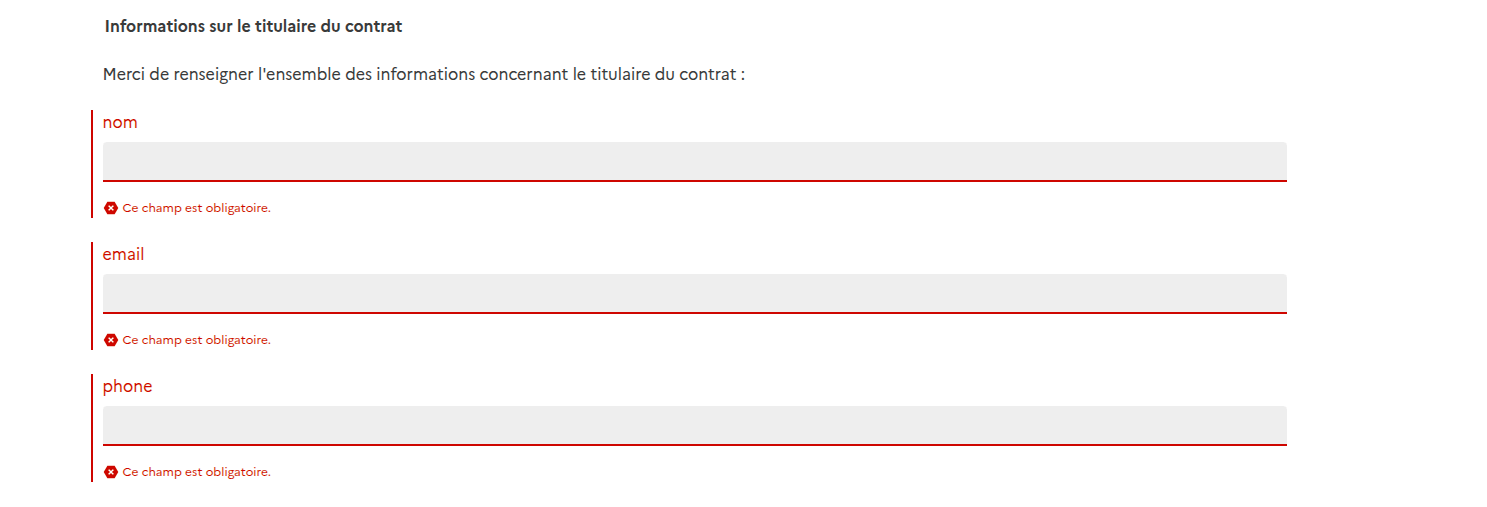 Informations sur le titulaire du contrat
Merci de renseigner l'ensemble des informations concernant le titulaire du contrat :
nom
Ce champ est obligatoire.
email
Ce champ est obligatoire.
phone
Ce champ est obligatoire.